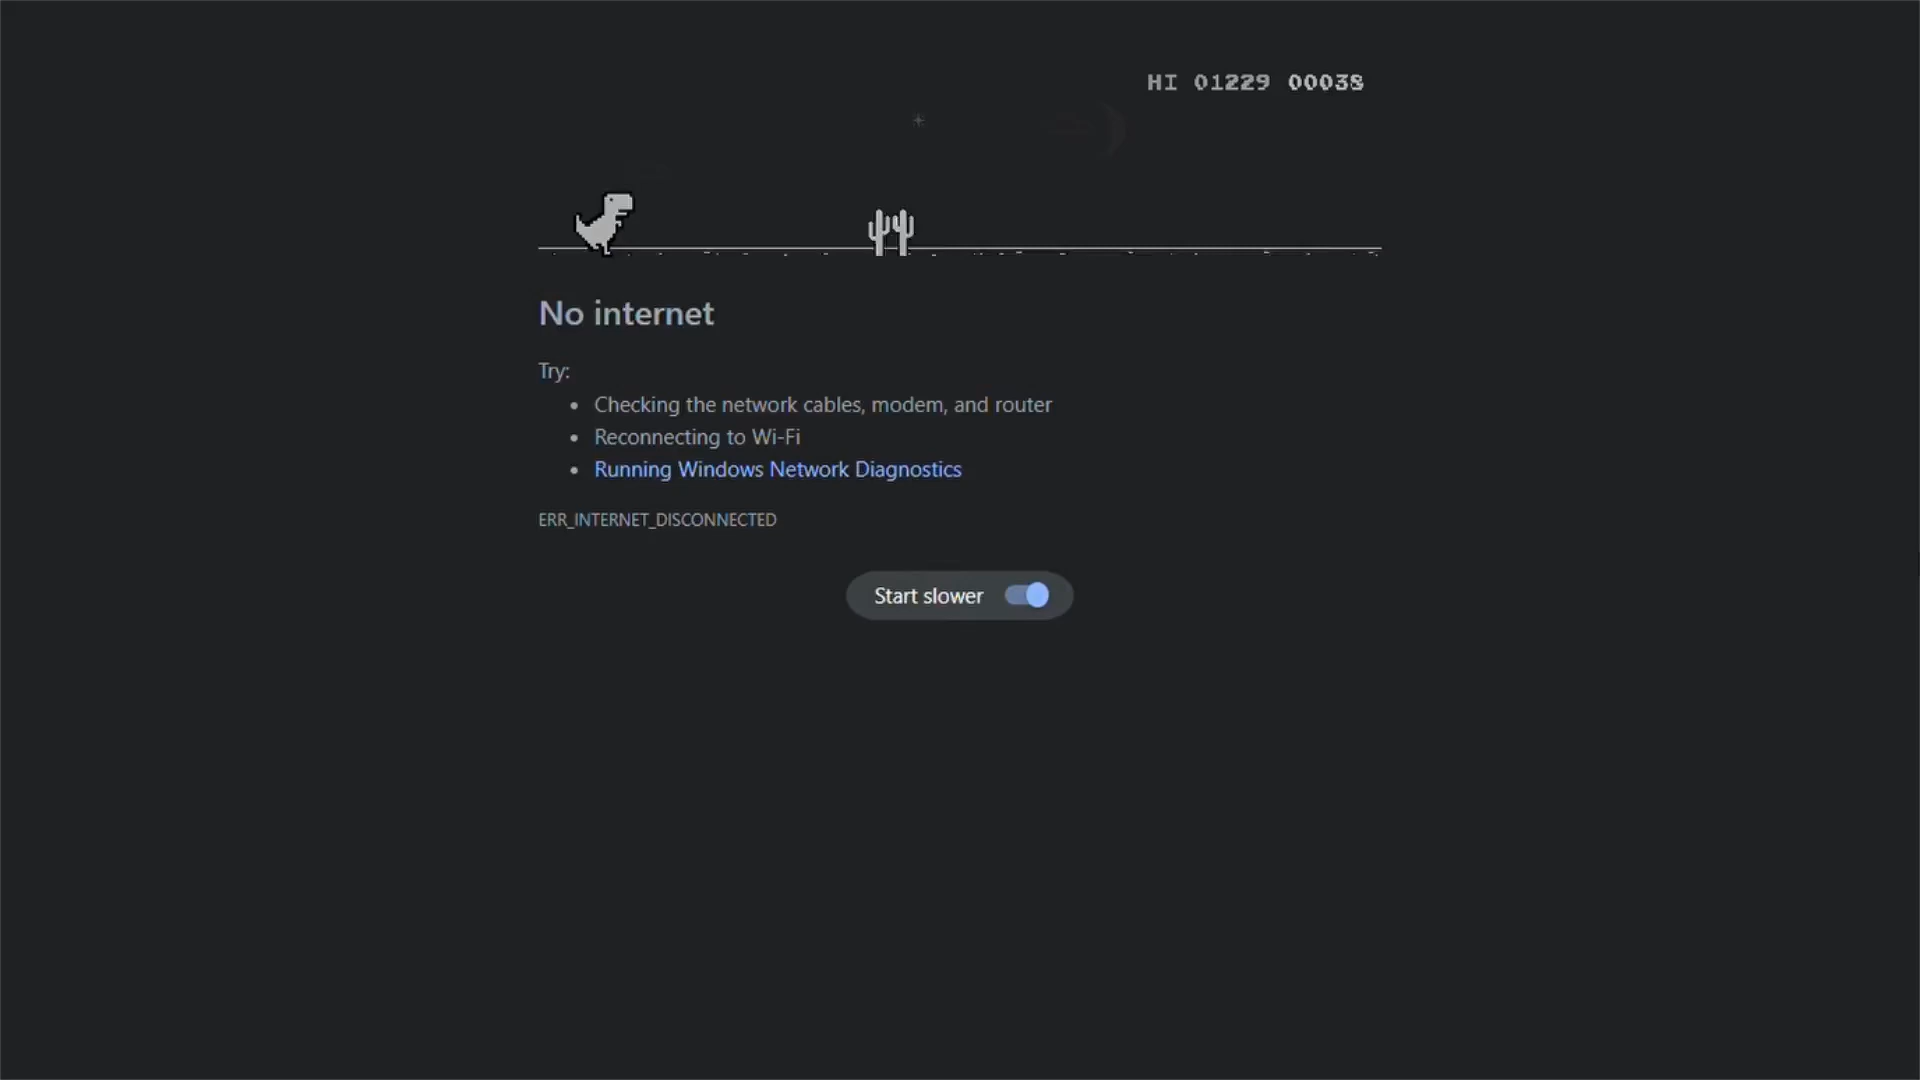 HI 01229 00038
No internet
Try:
• Checking the network cables, modem, and router
• Reconnecting to Wi-Fi
• Running Windows Network Diagnostics
ERR_INTERNET_DISCONNECTED
Start slower